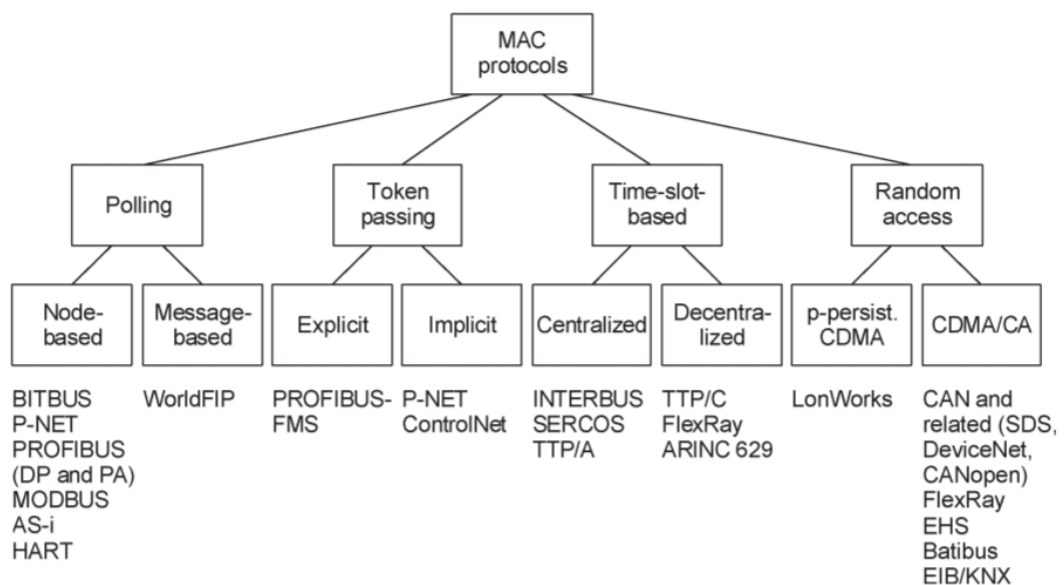 MAC
protocols
Polling
Token
passing
Time-slot-
based
Random
access
Node-
based
Message-
based
Explicit
Implicit
Centralized
Decentra-
lized
p-persist.
CDMA
CDMA/CA
BITBUS
P-NET
PROFIBUS
(DP and PA)
MODBUS
AS-i
HART
WorldFIP
PROFIBUS-
FMS
P-NET
ControlNet
INTERBUS
SERCOS
TTP/A
TTP/C
FlexRay
ARINC 629
LonWorks
CAN and
related (SDS,
DeviceNet,
CANopen)
FlexRay
EHS
Batibus
EIB/KNX